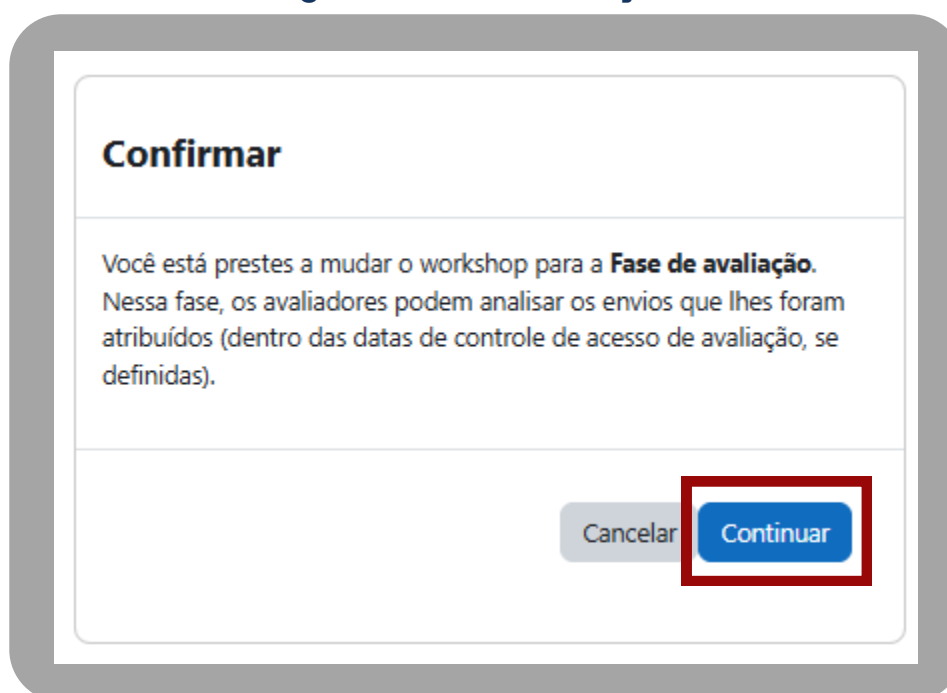 Confirmar
Você está prestes a mudar o workshop para a Fase de avaliação.
Nessa fase, os avaliadores podem analisar os envios que lhes foram
atribuídos (dentro das datas de controle de acesso de avaliação, se
definidas).
Cancelar
Continuar